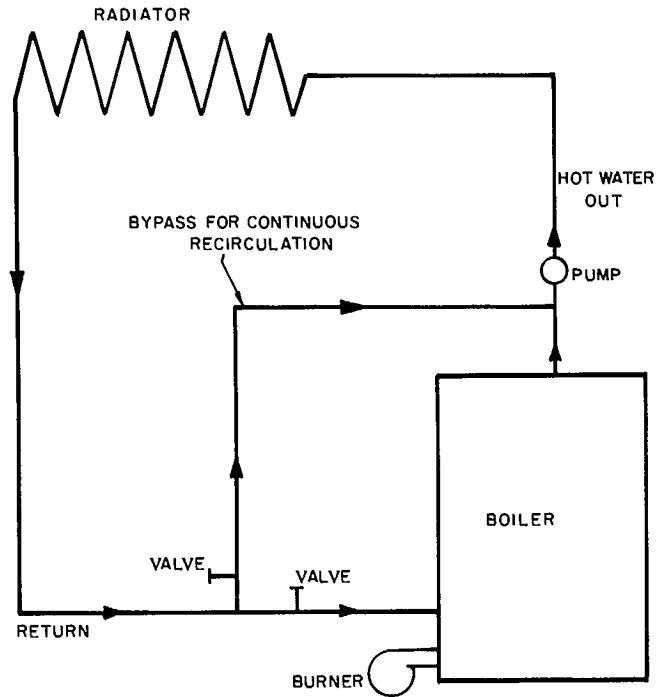 RADIATOR
HOT WATER
OUT
BYPASS FOR CONTINUOUS
RECIRCULATION
PUMP
BOILER
VALVE
VALVE
RETURN
BURNER